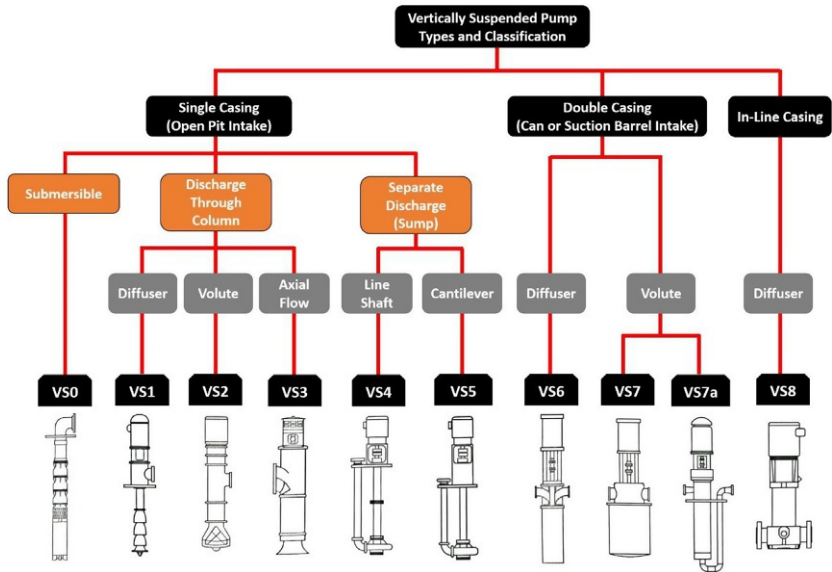 Vertically Suspended Pump
Types and Classification
Single Casing
(Open Pit Intake)
Double Casing
(Can or Suction Barrel Intake)
In-Line Casing
Submersible
Discharge
Through
Column
Separate
Discharge
(Sump)
Diffuser
Volute
Axial
Flow
Line
Shaft
Cantilever
Diffuser
Volute
Diffuser
VS0
VS1
VS2
VS3
VS4
VS5
VS6
VS7
VS7a
VS8